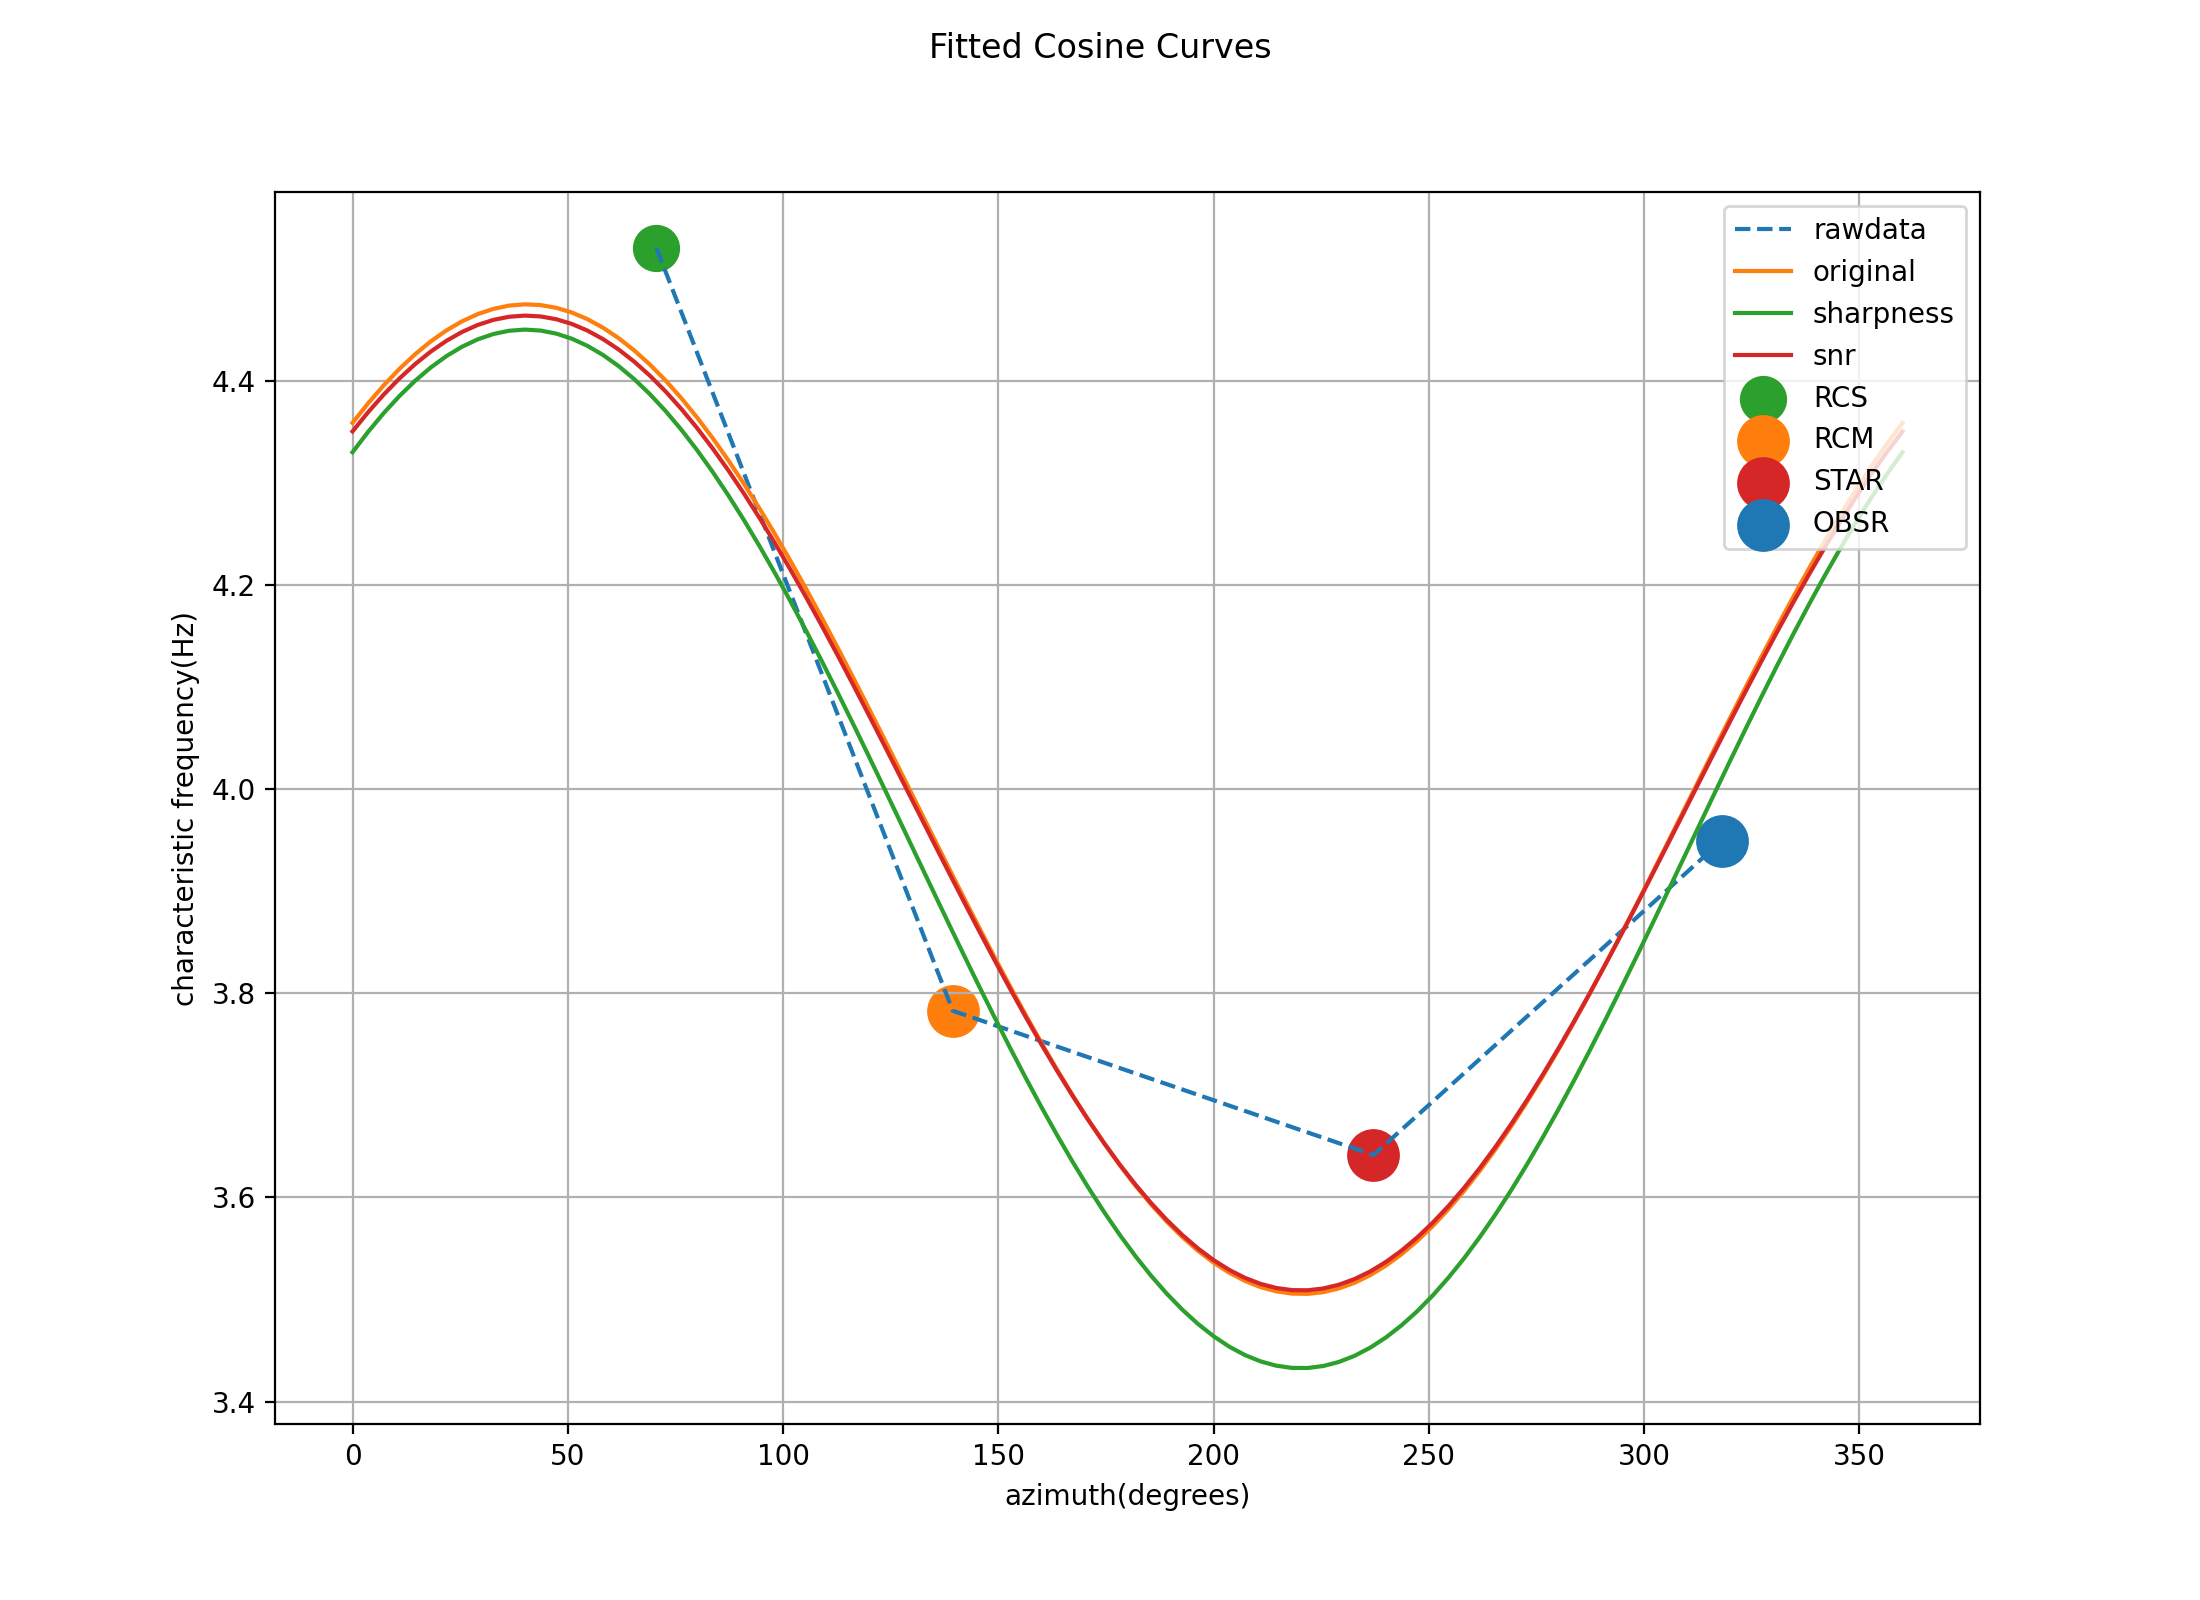 Fitted Cosine Curves
rawdata
original
sharpness
snr
RCS
RCM
STAR
OBSR
characteristic frequency(Hz)
4.4
4.2
4.0
3.8
3.6
3.4
0 50 100 150 200 250 300 350
azimuth(degrees)